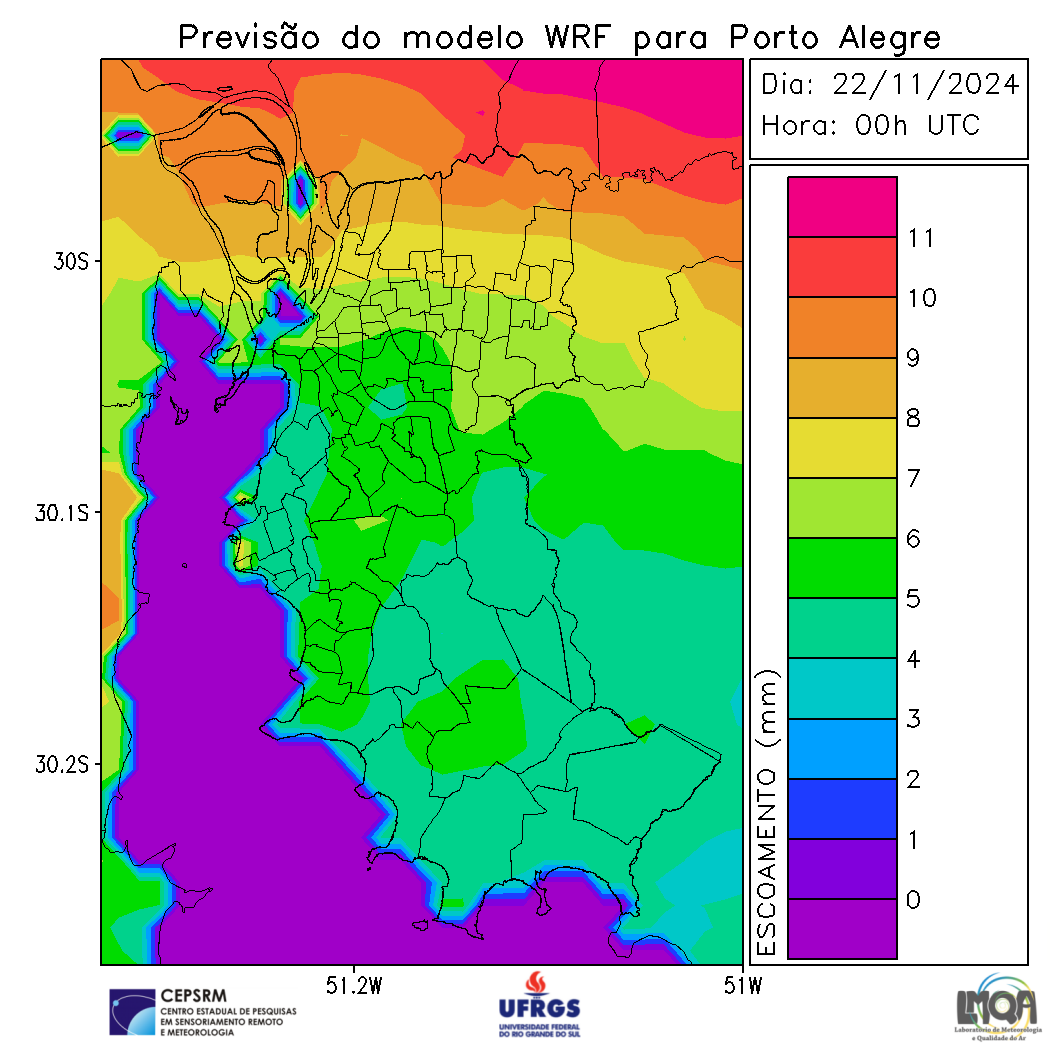 Previsão do modelo WRF para Porto Alegre
Dia: 22/11/2024
Hora: 00h UTC
30S
30.1S
30.2S
51.2W
51W
ESCOAMENTO (mm)
11
10
9
8
7
6
5
4
3
2
1
0
CEPSRM
CENTRO ESTADUAL DE PESQUISAS
EM SENSORIAMENTO REMOTO
E METEOROLOGIA
UFRGS
UNIVERSIDADE FEDERAL
DO RIO GRANDE DO SUL
LMQA
Laboratório de Meteorologia
e Qualidade do Ar